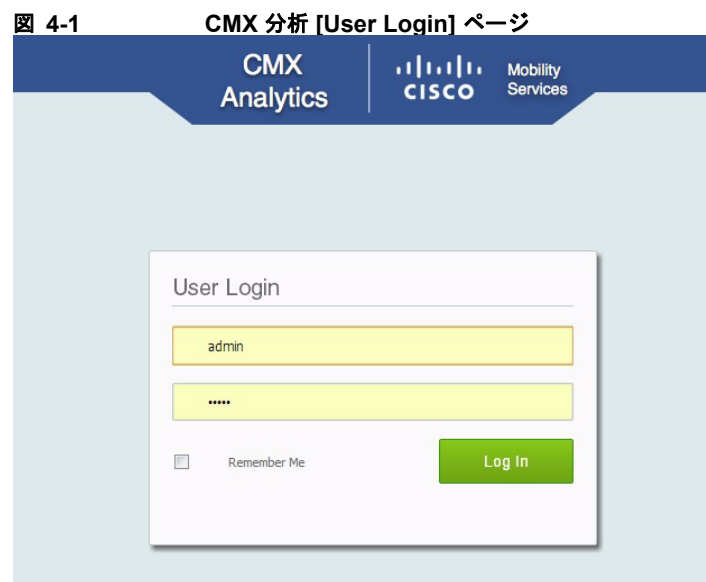 図 4-1 CMX 分析 [User Login] ページ
CMX
Analytics
CISCO
Mobility
Services
User Login
admin
•••••
Remember Me
Log In